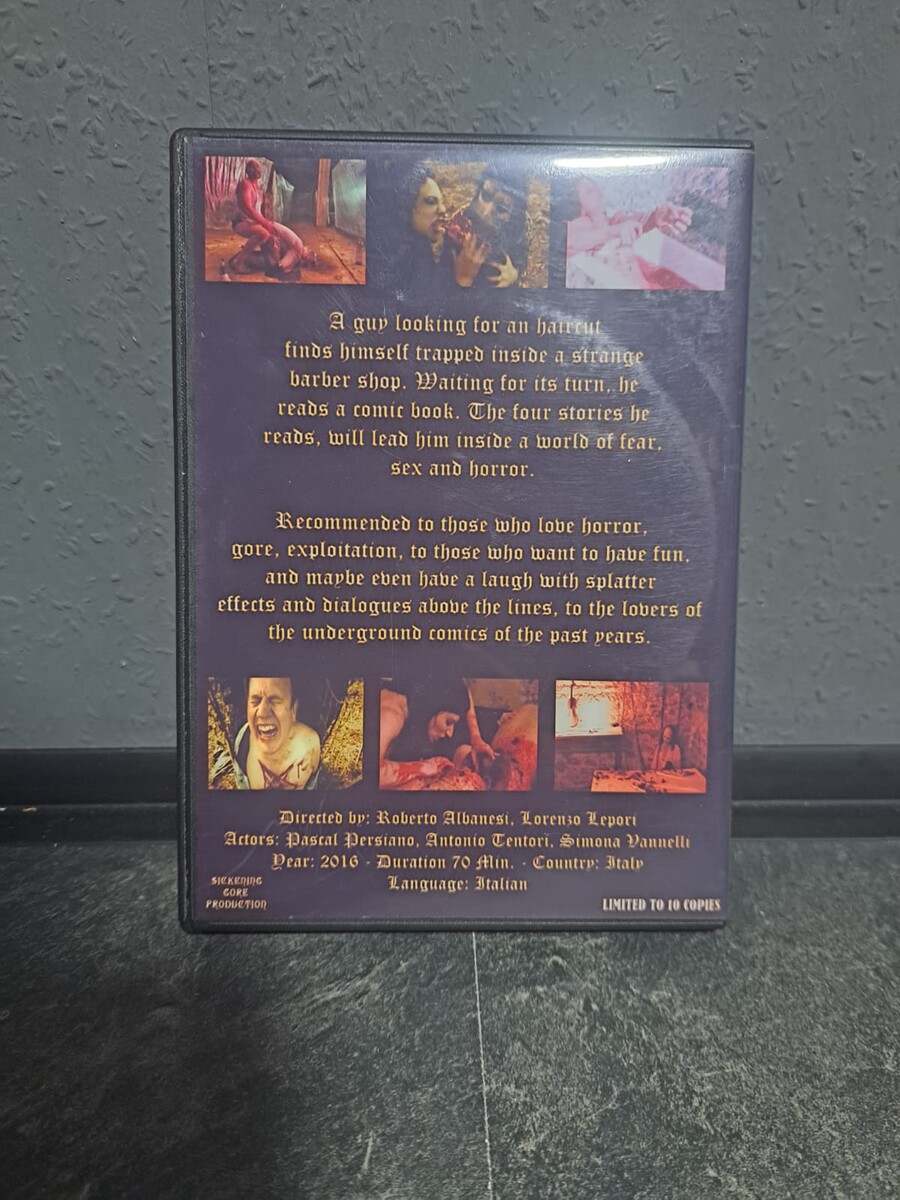 A guy looking for an haircut
finds himself trapped inside a strange
barber shop. Waiting for its turn, he
reads a comic book. The four stories he
reads, will lead him inside a world of fear,
sex and horror.
Recommended to those who love horror,
gore, exploitation, to those who want to have fun,
and maybe even have a laugh with splatter
effects and dialogues above the lines, to the lovers of
the underground comics of the past years.
Directed by: Roberto Albanesi, Lorenzo Lepori
Actors: Pascal Persiano, Antonio Tentori, Simona Vannelli
Year: 2016 - Duration 70 Min. - Country: Italy
Language: Italian
SICKENING
GORE
PRODUCTION
LIMITED TO 10 COPIES